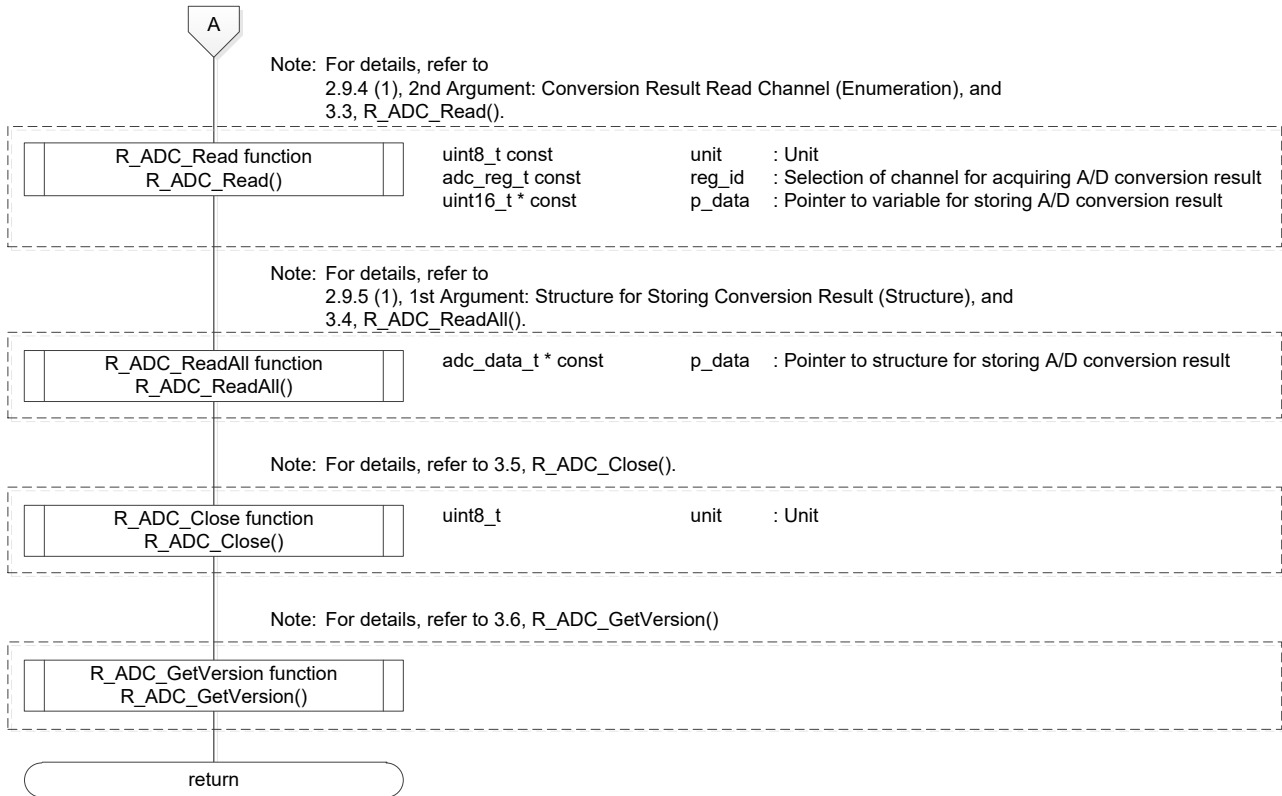 A
Note: For details, refer to
2.9.4 (1), 2nd Argument: Conversion Result Read Channel (Enumeration), and
3.3, R_ADC_Read().
R_ADC_Read function
R_ADC_Read()
uint8_t const unit : Unit
adc_reg_t const reg_id : Selection of channel for acquiring A/D conversion result
uint16_t * const p_data : Pointer to variable for storing A/D conversion result
Note: For details, refer to
2.9.5 (1), 1st Argument: Structure for Storing Conversion Result (Structure), and
3.4, R_ADC_ReadAll().
R_ADC_ReadAll function
R_ADC_ReadAll()
adc_data_t * const p_data : Pointer to structure for storing A/D conversion result
Note: For details, refer to 3.5, R_ADC_Close().
R_ADC_Close function
R_ADC_Close()
uint8_t unit : Unit
Note: For details, refer to 3.6, R_ADC_GetVersion()
R_ADC_GetVersion function
R_ADC_GetVersion()
return